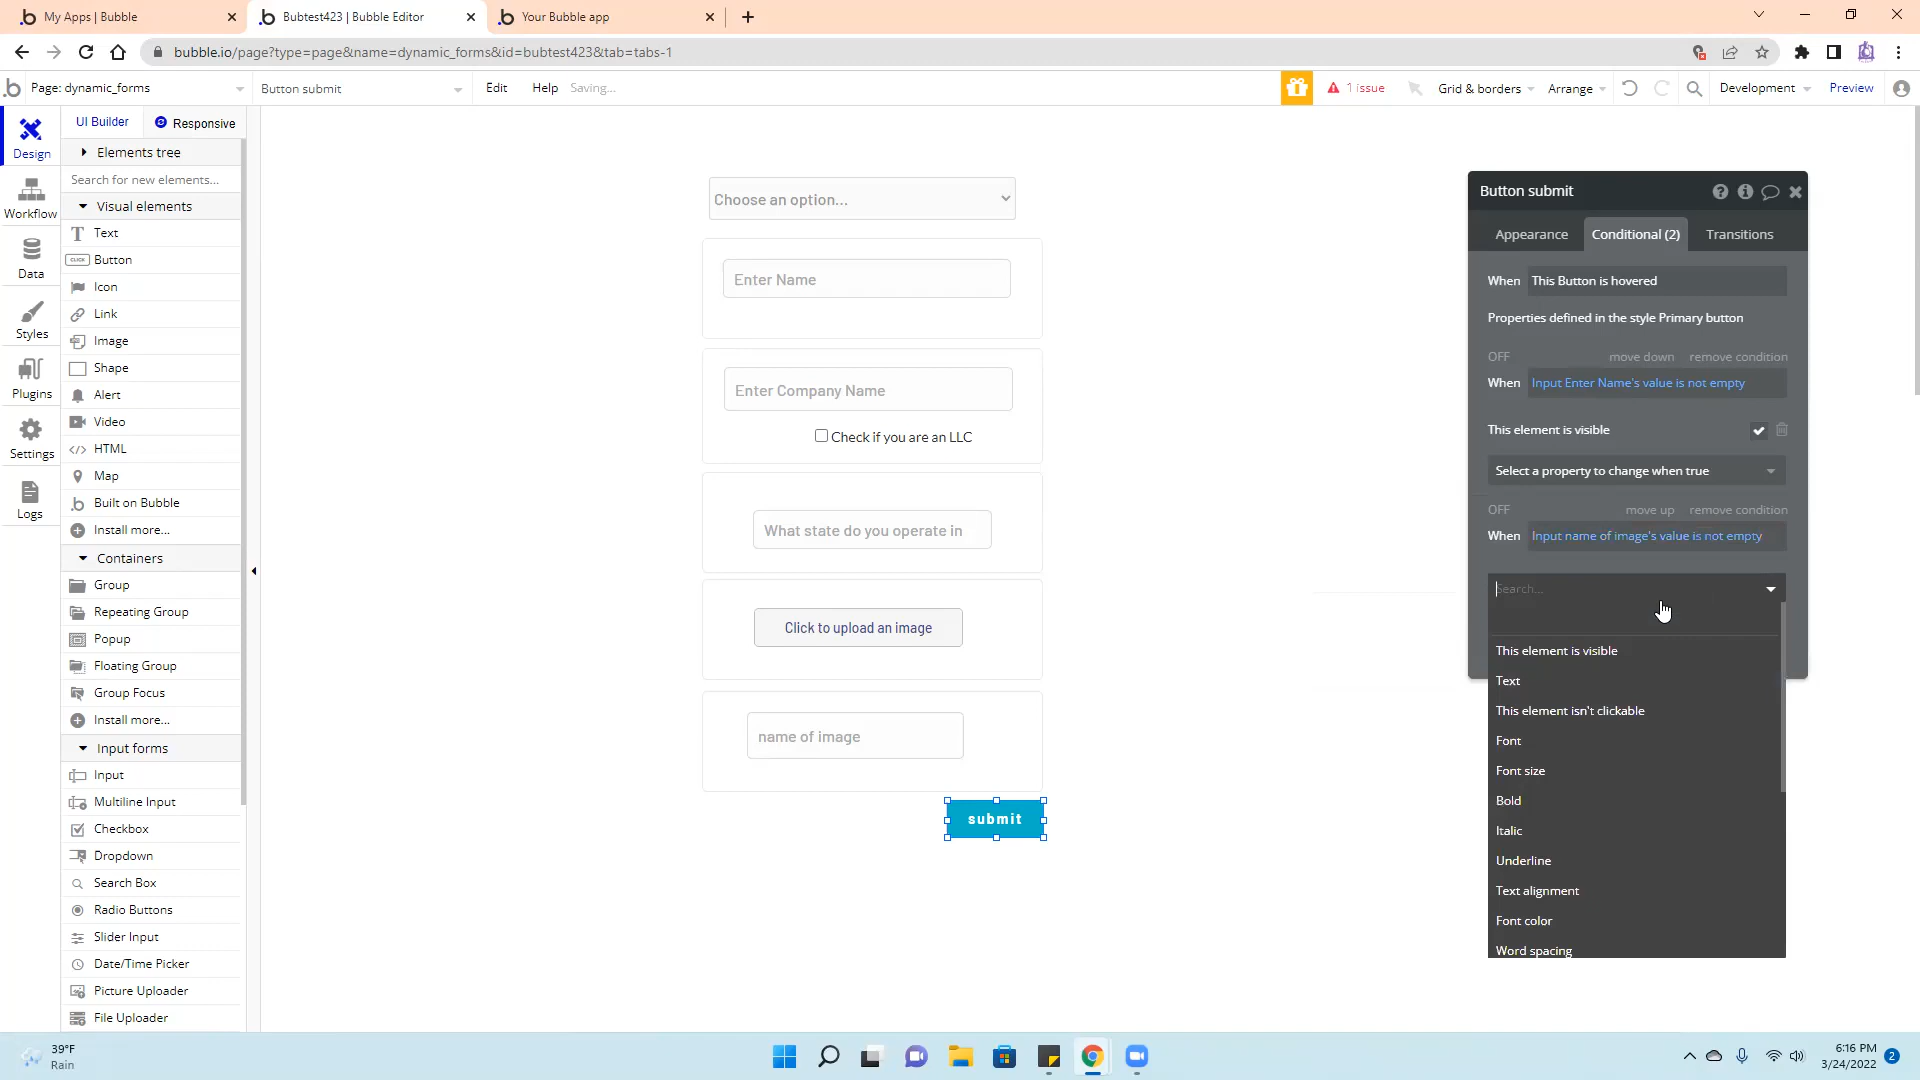 My Apps | Bubble
Bubtest423 | Bubble Editor
Your Bubble app
bubble.io/page?type=page&name=dynamic_forms&id=bubtest423&tab=tabs-1
Page: dynamic_forms
Button submit
Edit
Help
Saving...
1 issue
Grid & borders
Arrange
Development
Preview
Design
Workflow
Data
Styles
Plugins
Settings
Logs
UI Builder
Responsive
Elements tree
Search for new elements...
Visual elements
Text
CLICK
Button
Icon
Link
Image
Shape
Alert
Video
HTML
Map
Built on Bubble
Install more...
Containers
Group
Repeating Group
Popup
Floating Group
Group Focus
Install more...
Input forms
Input
Multiline Input
Checkbox
Dropdown
Search Box
Radio Buttons
Slider Input
Date/Time Picker
Picture Uploader
File Uploader
Choose an option...
Enter Name
Enter Company Name
Check if you are an LLC
What state do you operate in
Click to upload an image
name of image
submit
Button submit
Appearance
Conditional (2)
Transitions
When This Button is hovered
Properties defined in the style Primary button
OFF move down remove condition
When Input Enter Name's value is not empty
This element is visible
Select a property to change when true
OFF move up remove condition
When Input name of image's value is not empty
Search...
This element is visible
Text
This element isn't clickable
Font
Font size
Bold
Italic
Underline
Text alignment
Font color
Word spacing
39°F
Rain
6:16 PM
3/24/2022
2